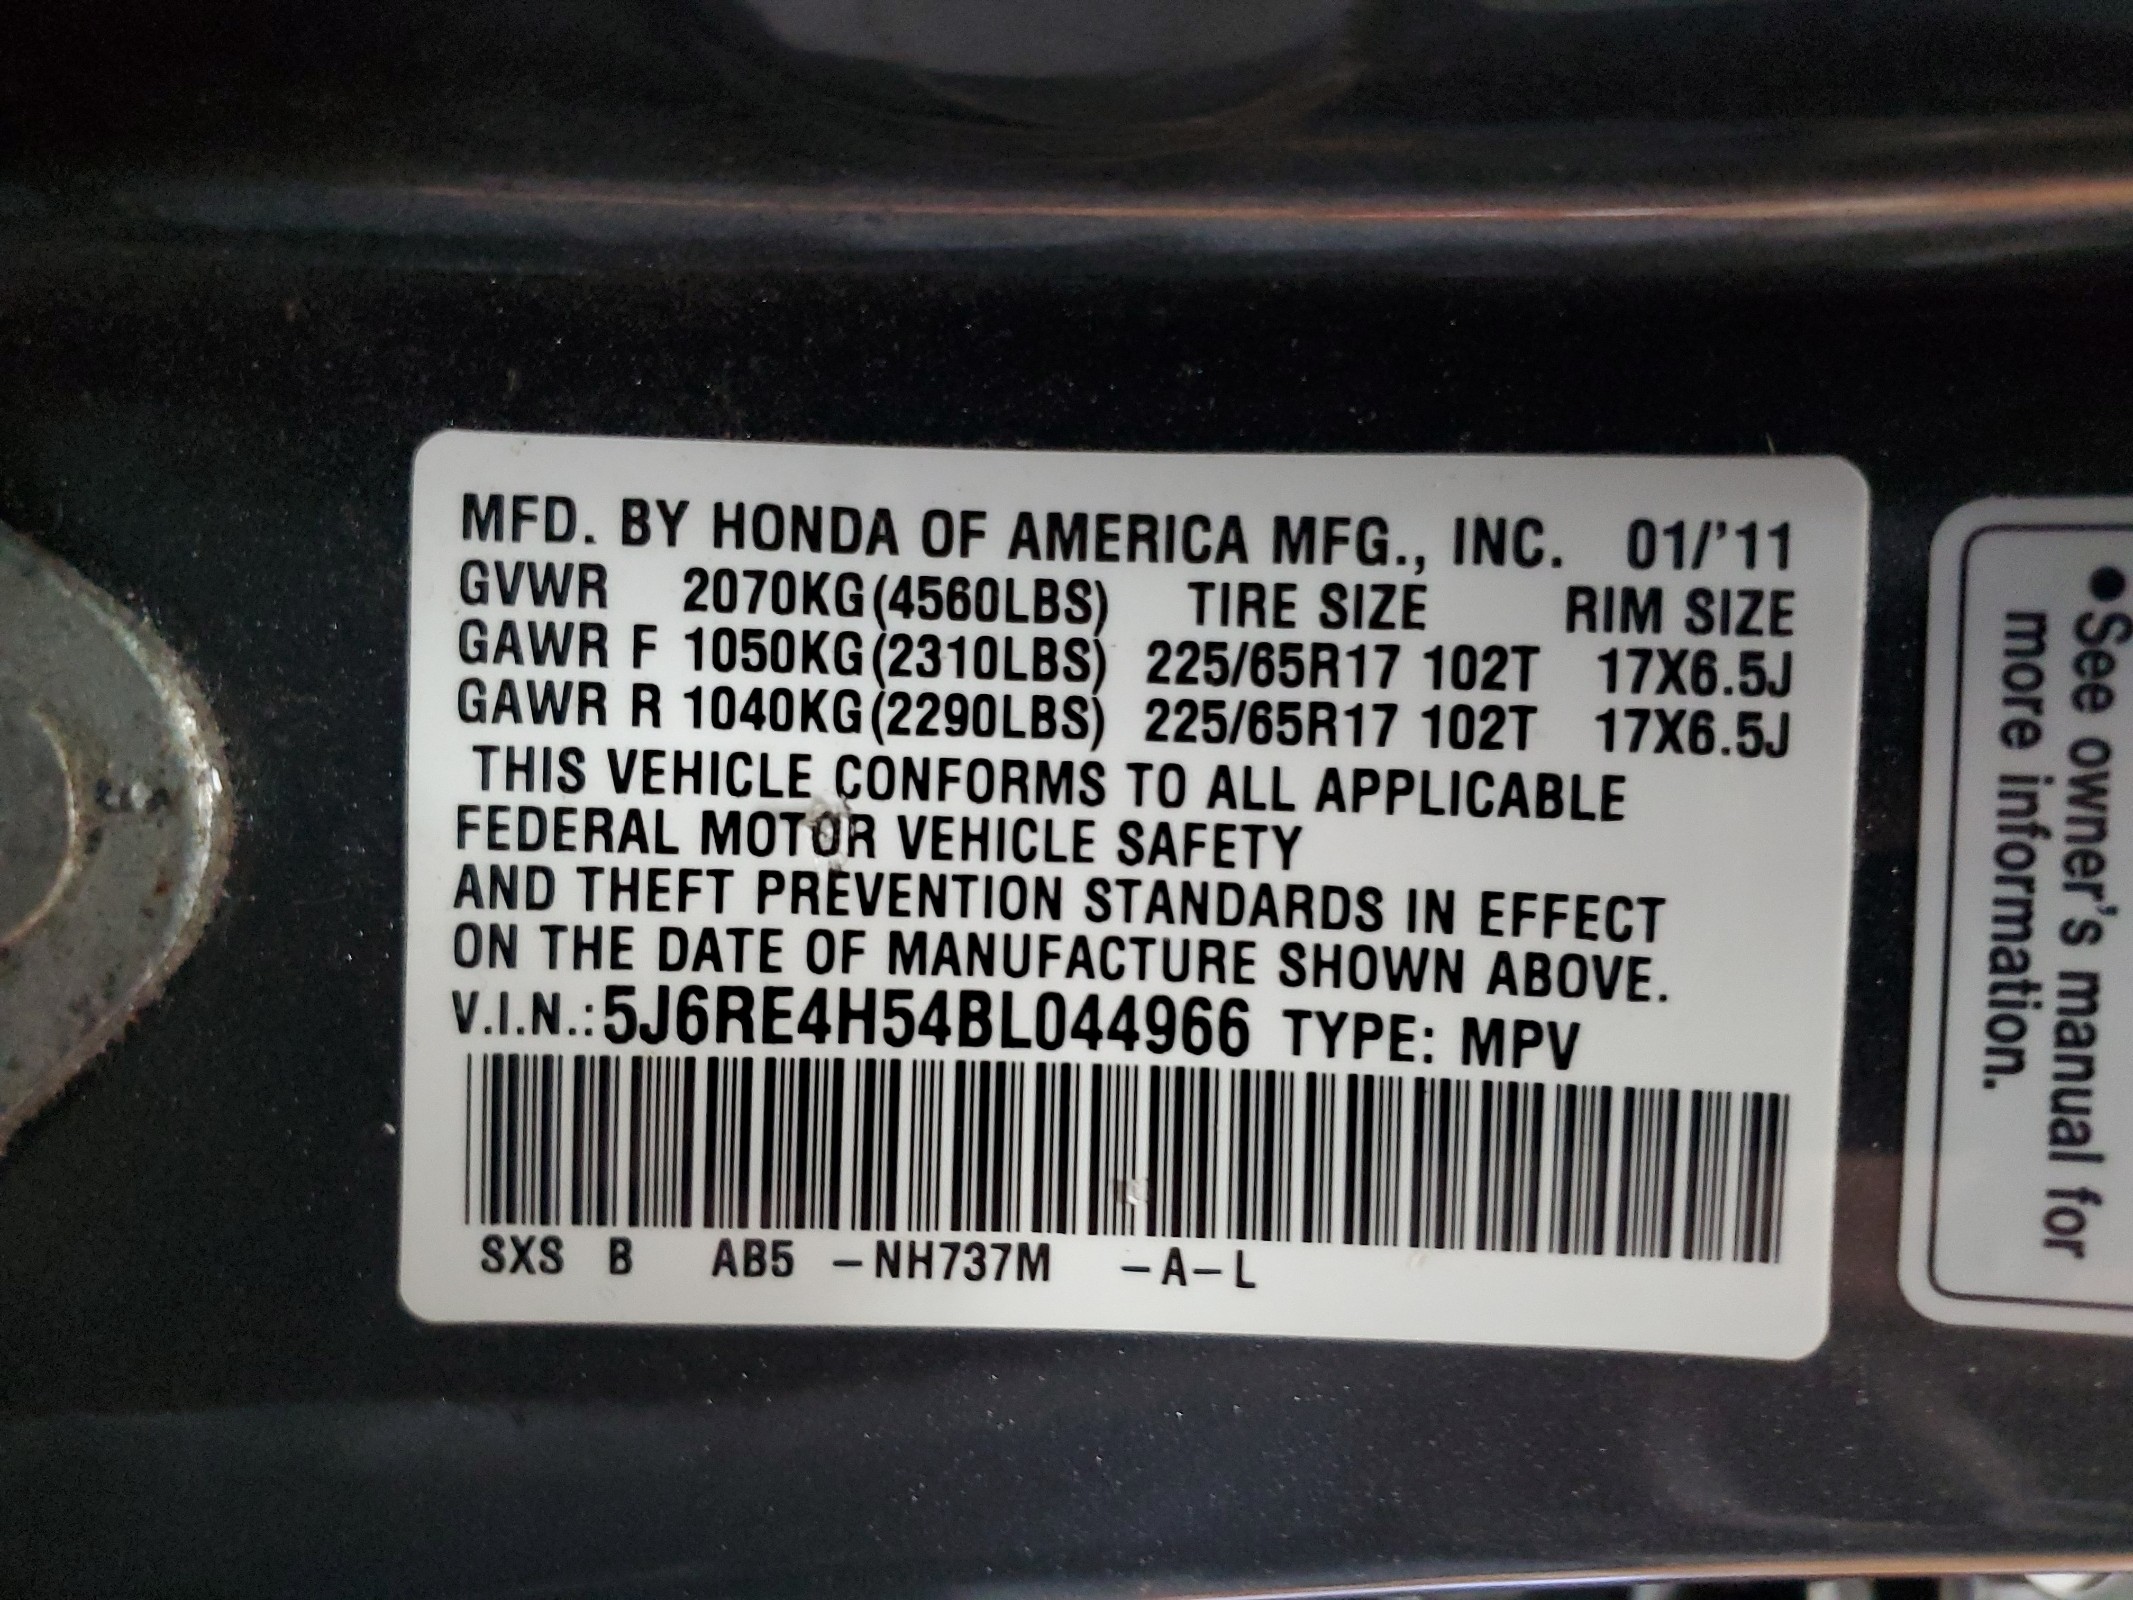 MFD. BY HONDA OF AMERICA MFG., INC. 01/'11
GVWR 2070KG(4560LBS) TIRE SIZE RIM SIZE
GAWR F 1050KG(2310LBS) 225/65R17 102T 17X6.5J
GAWR R 1040KG(2290LBS) 225/65R17 102T 17X6.5J
THIS VEHICLE CONFORMS TO ALL APPLICABLE
FEDERAL MOTOR VEHICLE SAFETY
AND THEFT PREVENTION STANDARDS IN EFFECT
ON THE DATE OF MANUFACTURE SHOWN ABOVE.
V.I.N.:5J6RE4H54BL044966 TYPE: MPV
SXS B AB5 -NH737M -A-L
●See owner's manual for
more information.